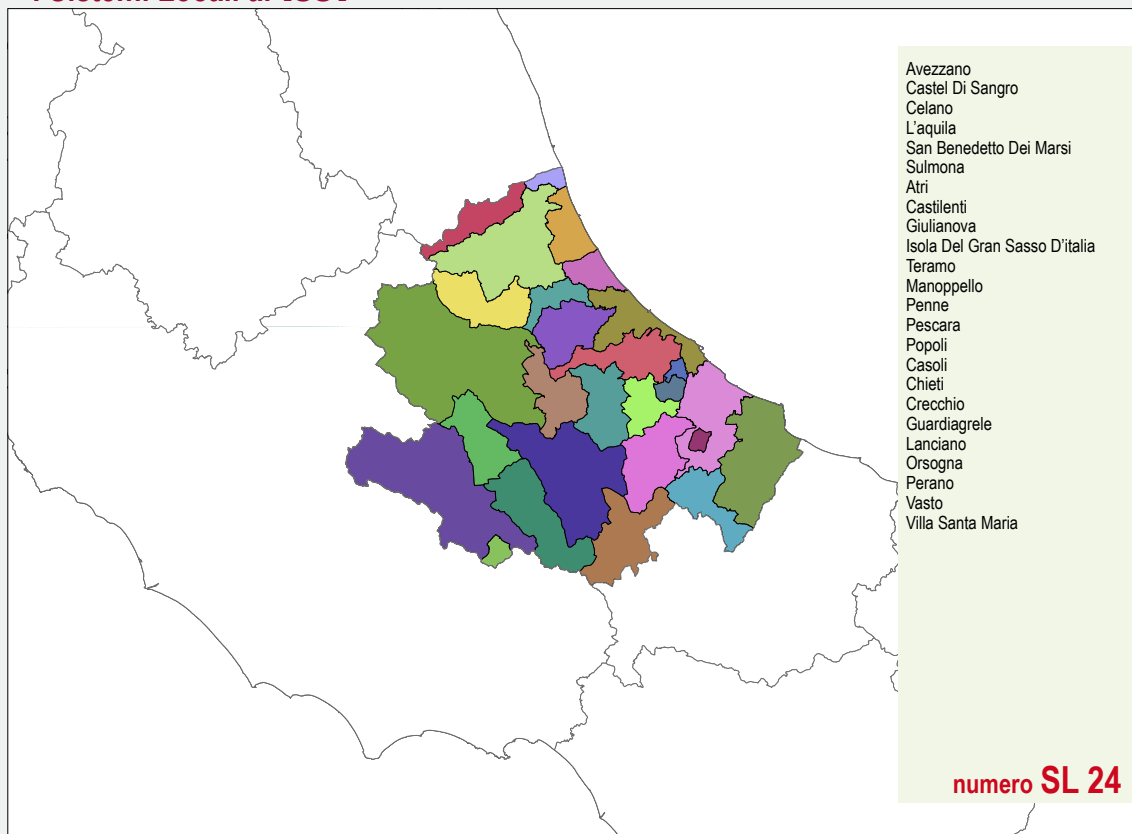 Avezzano
Castel Di Sangro
Celano
L'aquila
San Benedetto Dei Marsi
Sulmona
Atri
Castilenti
Giulianova
Isola Del Gran Sasso D'italia
Teramo
Manoppello
Penne
Pescara
Popoli
Casoli
Chieti
Crecchio
Guardiagrele
Lanciano
Orsogna
Perano
Vasto
Villa Santa Maria
numero SL 24